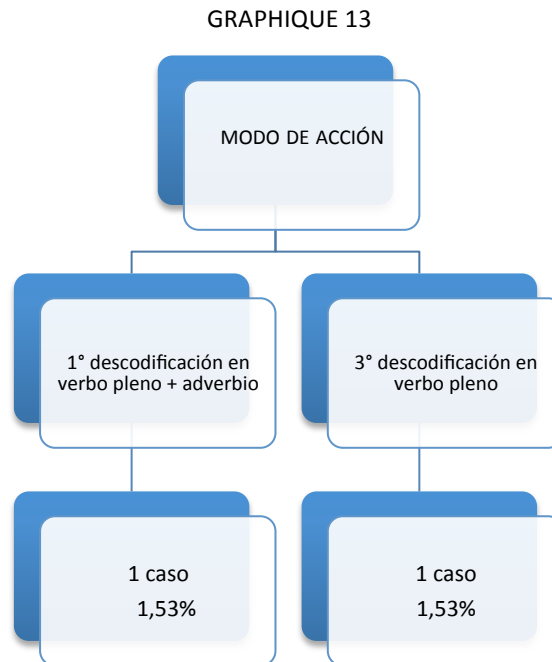 GRAPHIQUE 13
MODO DE ACCIÓN
1° descodificación en
verbo pleno + adverbio
3° descodificación en
verbo pleno
1 caso
1,53%
1 caso
1,53%